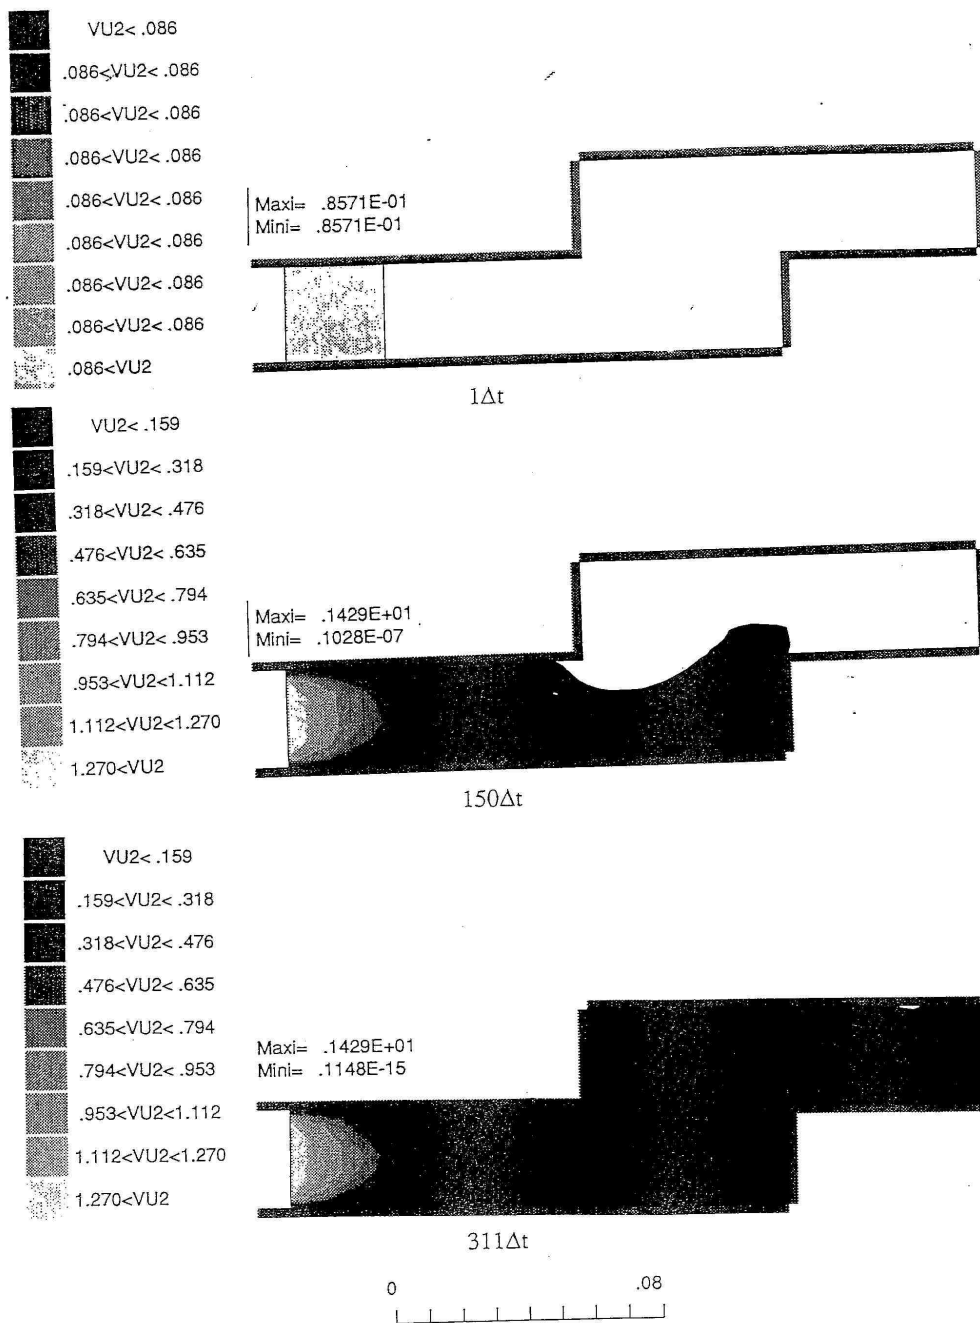 VU2< .086
.086<VU2< .086
.086<VU2< .086
.086<VU2< .086
.086<VU2< .086
.086<VU2< .086
.086<VU2< .086
.086<VU2< .086
.086<VU2
Maxi= .8571E-01
Mini= .8571E-01
1Δt
VU2< .159
.159<VU2< .318
.318<VU2< .476
.476<VU2< .635
.635<VU2< .794
.794<VU2< .953
.953<VU2<1.112
1.112<VU2<1.270
1.270<VU2
Maxi= .1429E+01
Mini= .1028E-07
150Δt
VU2< .159
.159<VU2< .318
.318<VU2< .476
.476<VU2< .635
.635<VU2< .794
.794<VU2< .953
.953<VU2<1.112
1.112<VU2<1.270
1.270<VU2
Maxi= .1429E+01
Mini= .1148E-15
311Δt
0 .08